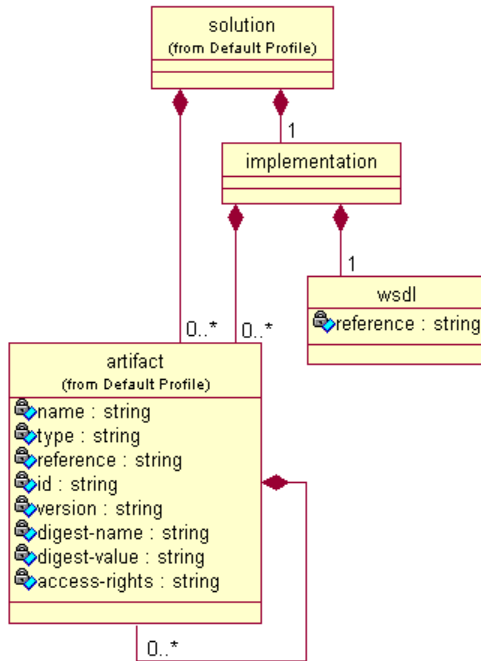 solution
(from Default Profile)
1
implementation
1
wsdl
reference : string
0..*
0..*
artifact
(from Default Profile)
name : string
type : string
reference : string
id : string
version : string
digest-name : string
digest-value : string
access-rights : string
0..*